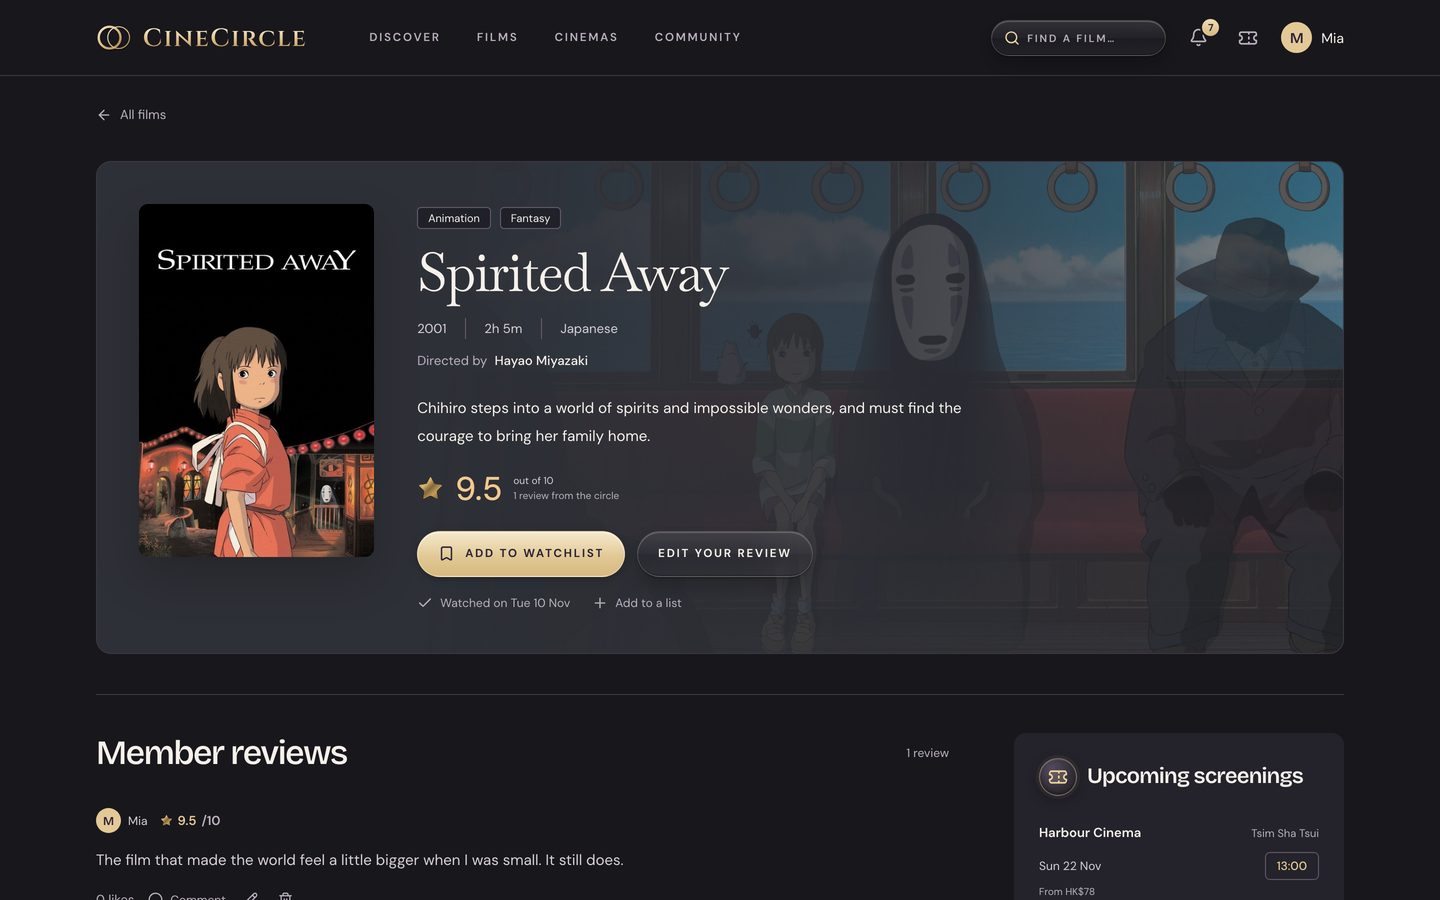 CINECIRCLE
DISCOVER
FILMS
CINEMAS
COMMUNITY
FIND A FILM…
7
M
Mia
All films
SPIRITED AWAY
Animation
Fantasy
Spirited Away
2001
2h 5m
Japanese
Directed by Hayao Miyazaki
Chihiro steps into a world of spirits and impossible wonders, and must find the
courage to bring her family home.
9.5
out of 10
1 review from the circle
ADD TO WATCHLIST
EDIT YOUR REVIEW
Watched on Tue 10 Nov
Add to a list
Member reviews
1 review
M
Mia
9.5 /10
The film that made the world feel a little bigger when I was small. It still does.
0 likes
Comment
Upcoming screenings
Harbour Cinema
Tsim Sha Tsui
Sun 22 Nov
13:00
From HK$78